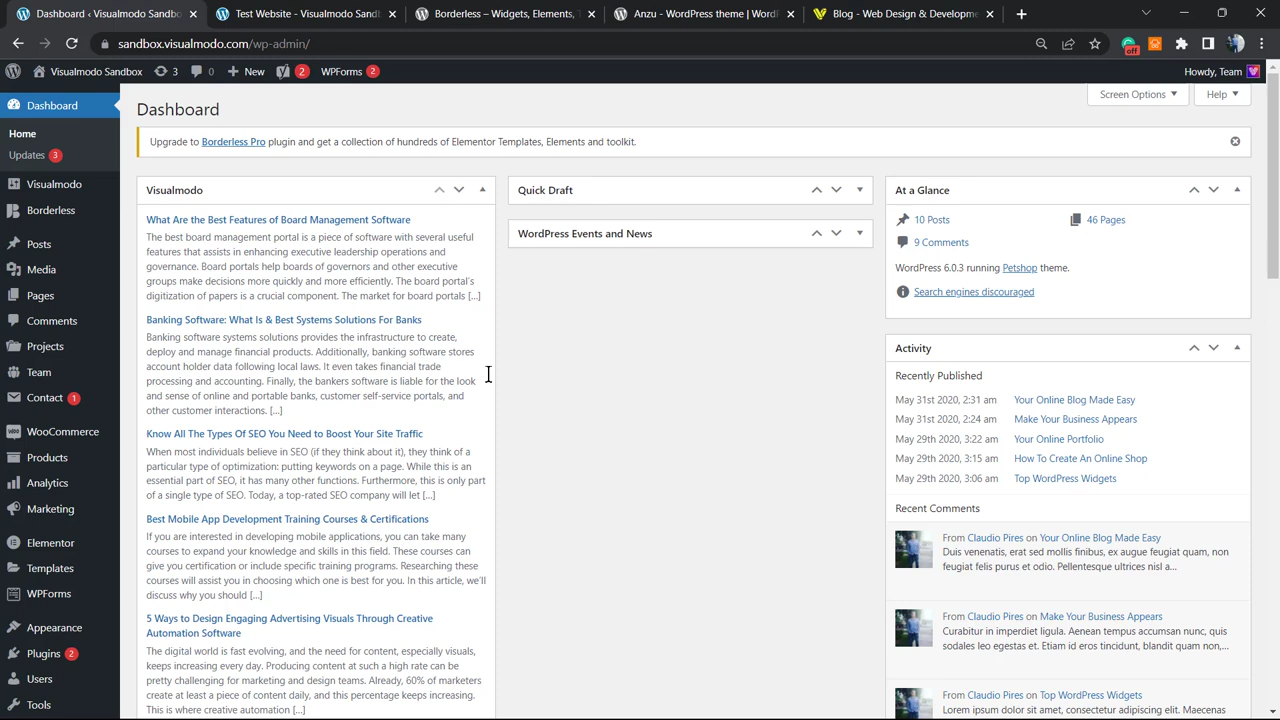 Dashboard ‹ Visualmodo Sandbox
Test Website – Visualmodo Sandb
Borderless – Widgets, Elements, T
Anzu - WordPress theme | Word
Blog - Web Design & Developme
sandbox.visualmodo.com/wp-admin/
off
Visualmodo Sandbox
3
0
New
2
WPForms
2
Howdy, Team
Dashboard
Home
Updates 3
Visualmodo
Borderless
Posts
Media
Pages
Comments
Projects
Team
Contact 1
WooCommerce
Products
Analytics
Marketing
Elementor
Templates
WPForms
Appearance
Plugins 2
Users
Tools
Dashboard
Screen Options
Help
Upgrade to Borderless Pro plugin and get a collection of hundreds of Elementor Templates, Elements and toolkit.
Visualmodo
What Are the Best Features of Board Management Software
The best board management portal is a piece of software with several useful
features that assists in enhancing executive leadership operations and
governance. Board portals help boards of governors and other executive
groups make decisions more quickly and more efficiently. The board portal's
digitization of papers is a crucial component. The market for board portals […]
Banking Software: What Is & Best Systems Solutions For Banks
Banking software systems solutions provides the infrastructure to create,
deploy and manage financial products. Additionally, banking software stores
account holder data following local laws. It even takes financial trade
processing and accounting. Finally, the bankers software is liable for the look
and sense of online and portable banks, customer self-service portals, and
other customer interactions. […]
Know All The Types Of SEO You Need to Boost Your Site Traffic
When most individuals believe in SEO (if they think about it), they think of a
particular type of optimization: putting keywords on a page. While this is an
essential part of SEO, it has many other functions. Furthermore, this is only part
of a single type of SEO. Today, a top-rated SEO company will let […]
Best Mobile App Development Training Courses & Certifications
If you are interested in developing mobile applications, you can take many
courses to expand your knowledge and skills in this field. These courses can
give you certification or include specific training programs. Researching these
courses will assist you in choosing which one is best for you. In this article, we'll
discuss why you should […]
5 Ways to Design Engaging Advertising Visuals Through Creative
Automation Software
The digital world is fast evolving, and the need for content, especially visuals,
keeps increasing every day. Producing content at such a high rate can be
pretty challenging for marketing and design teams. Already, 60% of marketers
create at least a piece of content daily, and this percentage keeps increasing.
This is where creative automation […]
Quick Draft
WordPress Events and News
At a Glance
10 Posts
46 Pages
9 Comments
WordPress 6.0.3 running Petshop theme.
Search engines discouraged
Activity
Recently Published
May 31st 2020, 2:31 am Your Online Blog Made Easy
May 31st 2020, 2:24 am Make Your Business Appears
May 29th 2020, 3:22 am Your Online Portfolio
May 29th 2020, 3:15 am How To Create An Online Shop
May 29th 2020, 3:06 am Top WordPress Widgets
Recent Comments
From Claudio Pires on Your Online Blog Made Easy
Duis venenatis, erat sed mollis finibus, ex augue feugiat quam, non
feugiat felis purus et odio. Pellentesque ultrices nisl a…
From Claudio Pires on Make Your Business Appears
Curabitur in imperdiet ligula. Aenean tempus accumsan nunc, quis
sodales leo egestas et. Etiam id eros tincidunt, blandit quam non,…
From Claudio Pires on Top WordPress Widgets
Lorem ipsum dolor sit amet, consectetur adipiscing elit. Maecenas